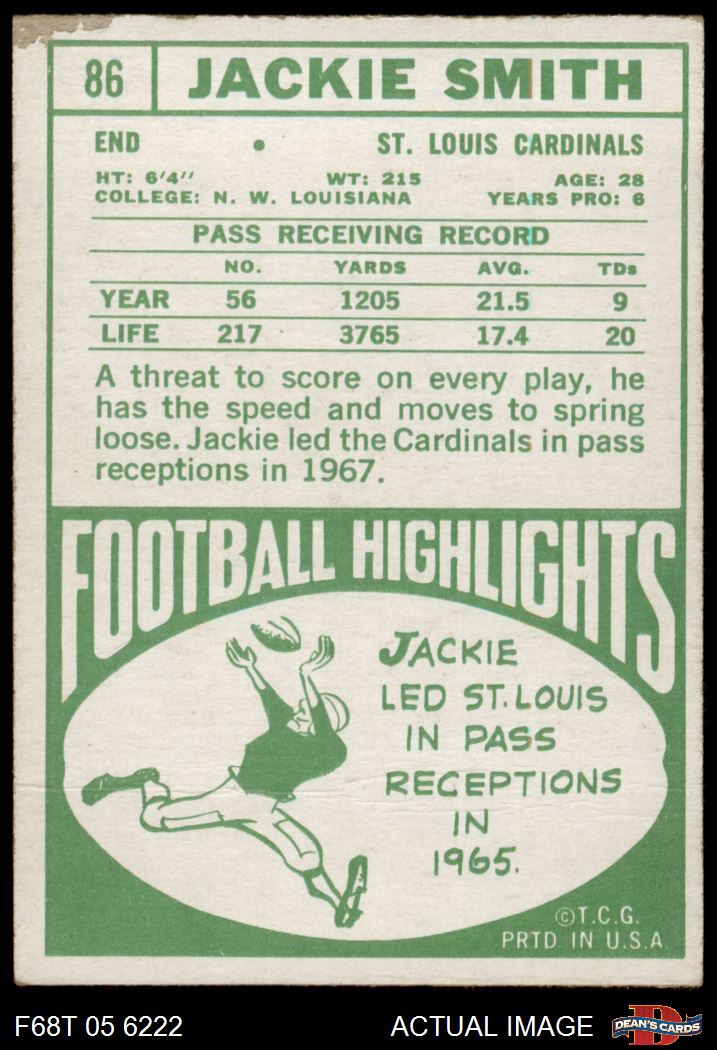 86 JACKIE SMITH
END • ST. LOUIS CARDINALS
HT: 6'4'' WT: 215 AGE: 28
COLLEGE: N. W. LOUISIANA YEARS PRO: 6
PASS RECEIVING RECORD
NO. YARDS AVG. TDs
YEAR 56 1205 21.5 9
LIFE 217 3765 17.4 20
A threat to score on every play, he
has the speed and moves to spring
loose. Jackie led the Cardinals in pass
receptions in 1967.
FOOTBALL HIGHLIGHTS
JACKIE
LED ST. LOUIS
IN PASS
RECEPTIONS
IN
1965.
©T.C.G.
PRTD. IN U.S.A.
F68T 05 6222 ACTUAL IMAGE D DEAN'S CARDS